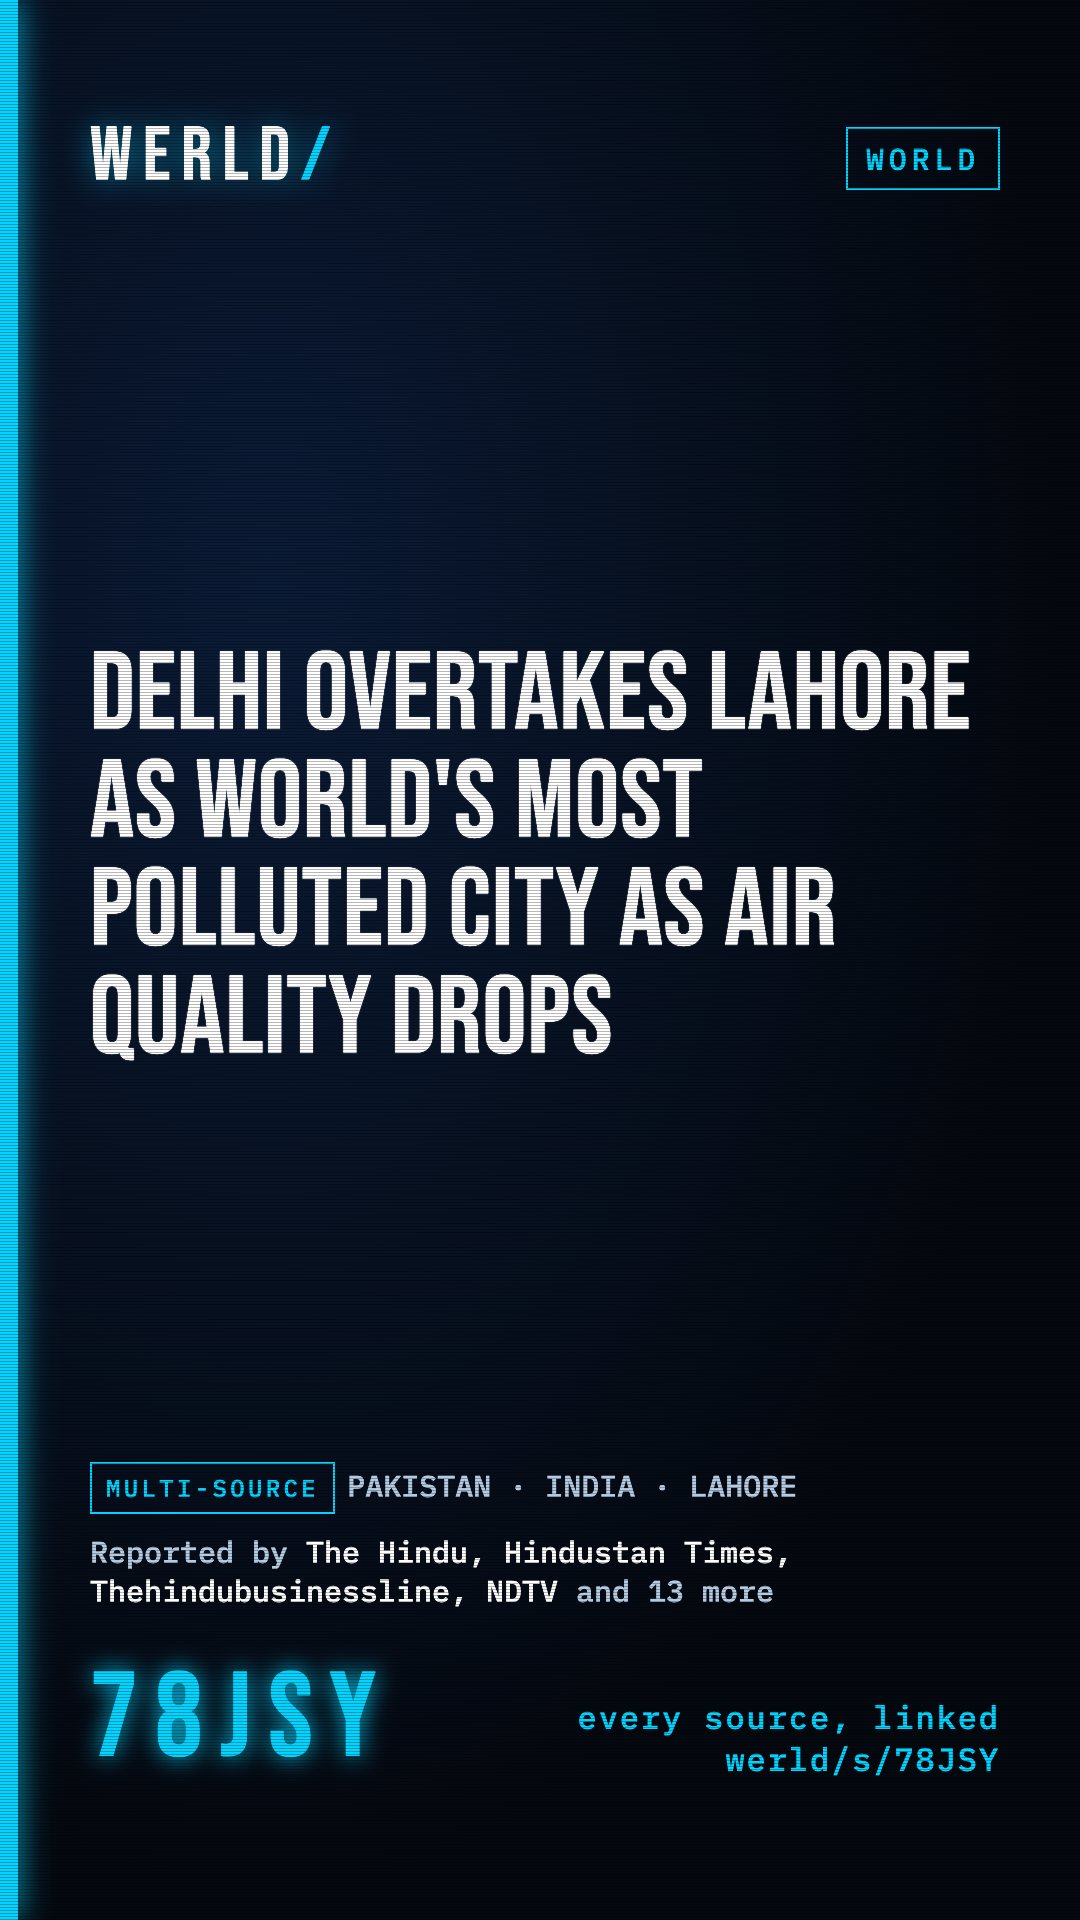 WERLD/
WORLD
DELHI OVERTAKES LAHORE
AS WORLD'S MOST
POLLUTED CITY AS AIR
QUALITY DROPS
MULTI-SOURCE PAKISTAN · INDIA · LAHORE
Reported by The Hindu, Hindustan Times,
Thehindubusinessline, NDTV and 13 more
78JSY
every source, linked
werld/s/78JSY